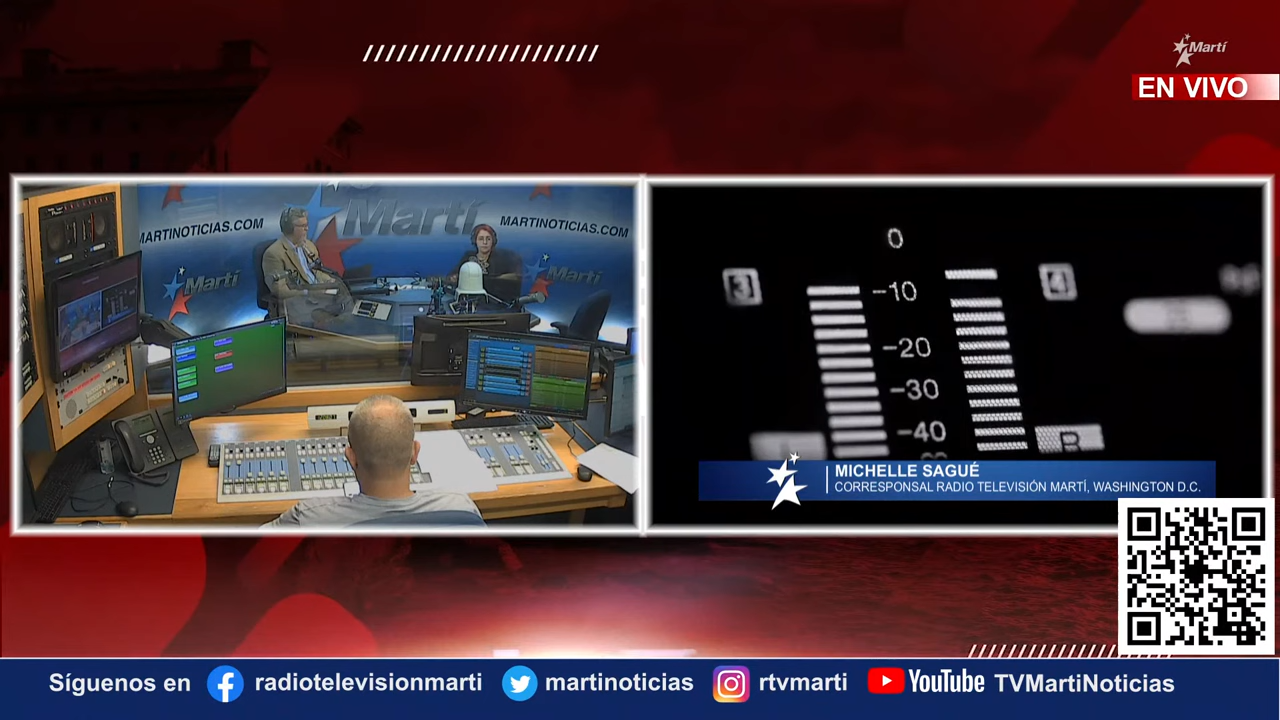 Martí
EN VIVO
MARTINOTICIAS.COM
Martí
MARTINOTICIAS.COM
Martí
Martí
0
3
4
-10
-20
-30
-40
R
MICHELLE SAGUÉ
CORRESPONSAL RADIO TELEVISIÓN MARTÍ, WASHINGTON D.C.
Síguenos en radiotelevisionmarti martinoticias rtvmarti YouTube TVMartiNoticias